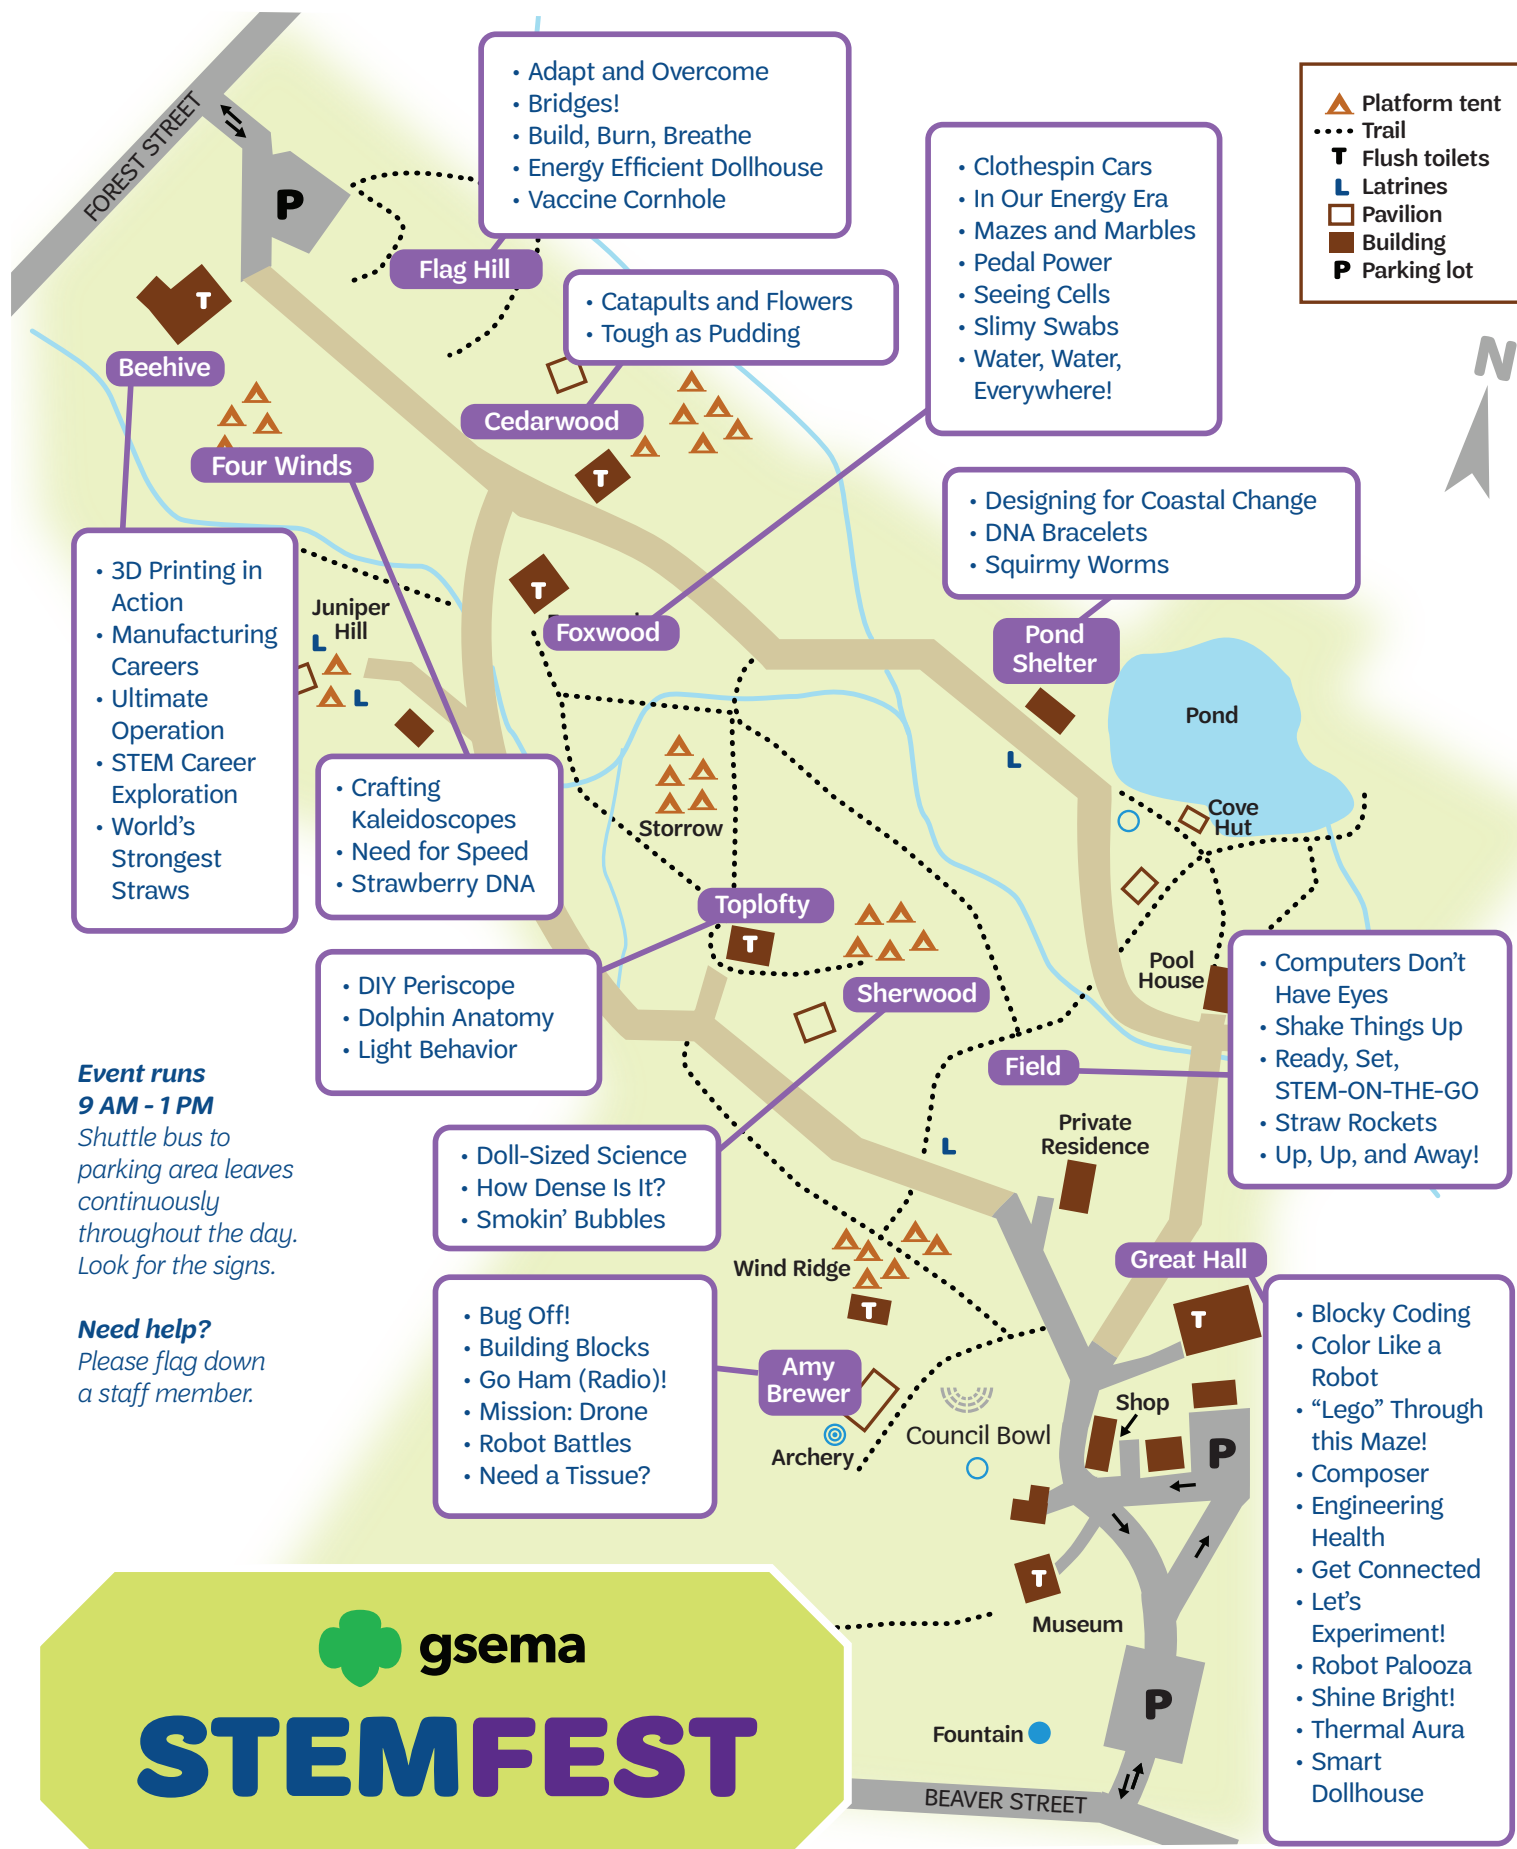 FOREST STREET
P
• Adapt and Overcome
• Bridges!
• Build, Burn, Breathe
• Energy Efficient Dollhouse
• Vaccine Cornhole
Flag Hill
Platform tent
Trail
T Flush toilets
L Latrines
Pavilion
Building
P Parking lot
N
• Clothespin Cars
• In Our Energy Era
• Mazes and Marbles
• Pedal Power
• Seeing Cells
• Slimy Swabs
• Water, Water,
Everywhere!
• Catapults and Flowers
• Tough as Pudding
T
Beehive
Cedarwood
T
Four Winds
• Designing for Coastal Change
• DNA Bracelets
• Squirmy Worms
• 3D Printing in
Action
• Manufacturing
Careers
• Ultimate
Operation
• STEM Career
Exploration
• World’s
Strongest
Straws
Juniper
Hill
L
L
T
Foxwood
Pond
Shelter
Pond
L
• Crafting
Kaleidoscopes
• Need for Speed
• Strawberry DNA
Storrow
Cove
Hut
Toplofty
T
• DIY Periscope
• Dolphin Anatomy
• Light Behavior
Sherwood
Pool
House
• Computers Don’t
Have Eyes
• Shake Things Up
• Ready, Set,
STEM-ON-THE-GO
• Straw Rockets
• Up, Up, and Away!
Field
Event runs
9 AM - 1 PM
Shuttle bus to
parking area leaves
continuously
throughout the day.
Look for the signs.
Need help?
Please flag down
a staff member.
• Doll-Sized Science
• How Dense Is It?
• Smokin’ Bubbles
L
Private
Residence
Wind Ridge
T
Great Hall
T
• Bug Off!
• Building Blocks
• Go Ham (Radio)!
• Mission: Drone
• Robot Battles
• Need a Tissue?
Amy
Brewer
Archery
Council Bowl
Shop
P
• Blocky Coding
• Color Like a
Robot
• “Lego” Through
this Maze!
• Composer
• Engineering
Health
• Get Connected
• Let’s
Experiment!
• Robot Palooza
• Shine Bright!
• Thermal Aura
• Smart
Dollhouse
T
Museum
P
Fountain
BEAVER STREET
gsema
STEMFEST